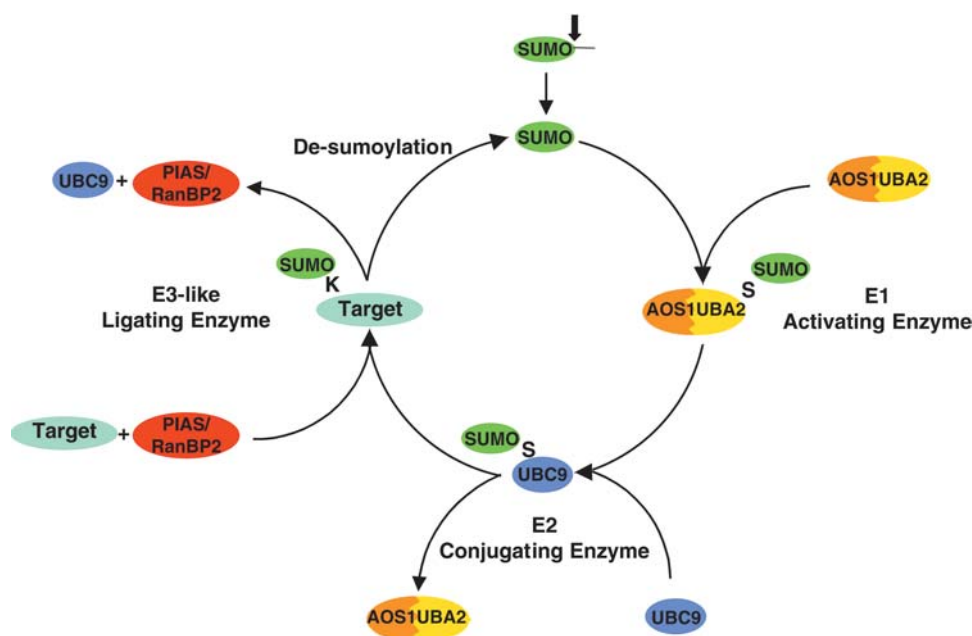 SUMO
SUMO
De-sumoylation
UBC9 + PIAS/
RanBP2
AOS1UBA2
SUMO
K
Target
E3-like
Ligating Enzyme
SUMO
S
AOS1UBA2
E1
Activating Enzyme
Target + PIAS/
RanBP2
SUMO
S
UBC9
E2
Conjugating Enzyme
AOS1UBA2
UBC9